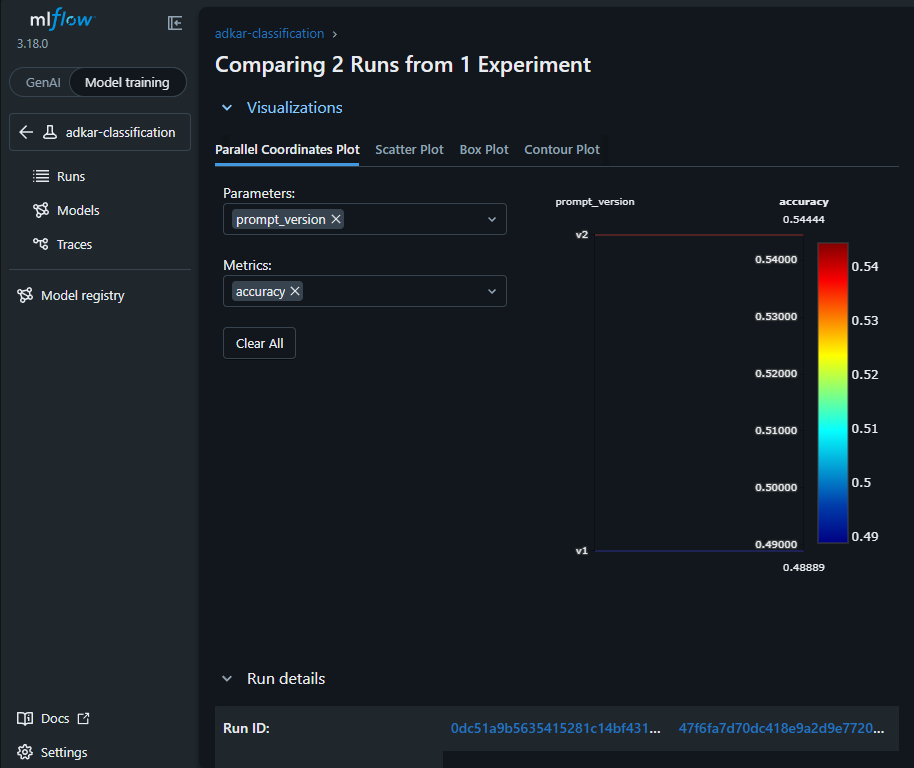 mlflow
3.18.0
GenAI Model training
adkar-classification
Runs
Models
Traces
Model registry
Docs
Settings
adkar-classification
Comparing 2 Runs from 1 Experiment
Visualizations
Parallel Coordinates Plot Scatter Plot Box Plot Contour Plot
Parameters:
prompt_version
Metrics:
accuracy
Clear All
prompt_version accuracy
0.54444
v2
0.54000
0.53000
0.52000
0.51000
0.50000
0.49000
v1
0.48889
0.54
0.53
0.52
0.51
0.5
0.49
Run details
Run ID: 0dc51a9b5635415281c14bf431... 47f6fa7d70dc418e9a2d9e7720...